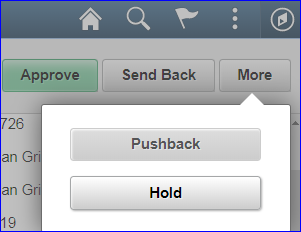 Approve Send Back More
726
Pushback
an Gri
Hold
an Gri
19